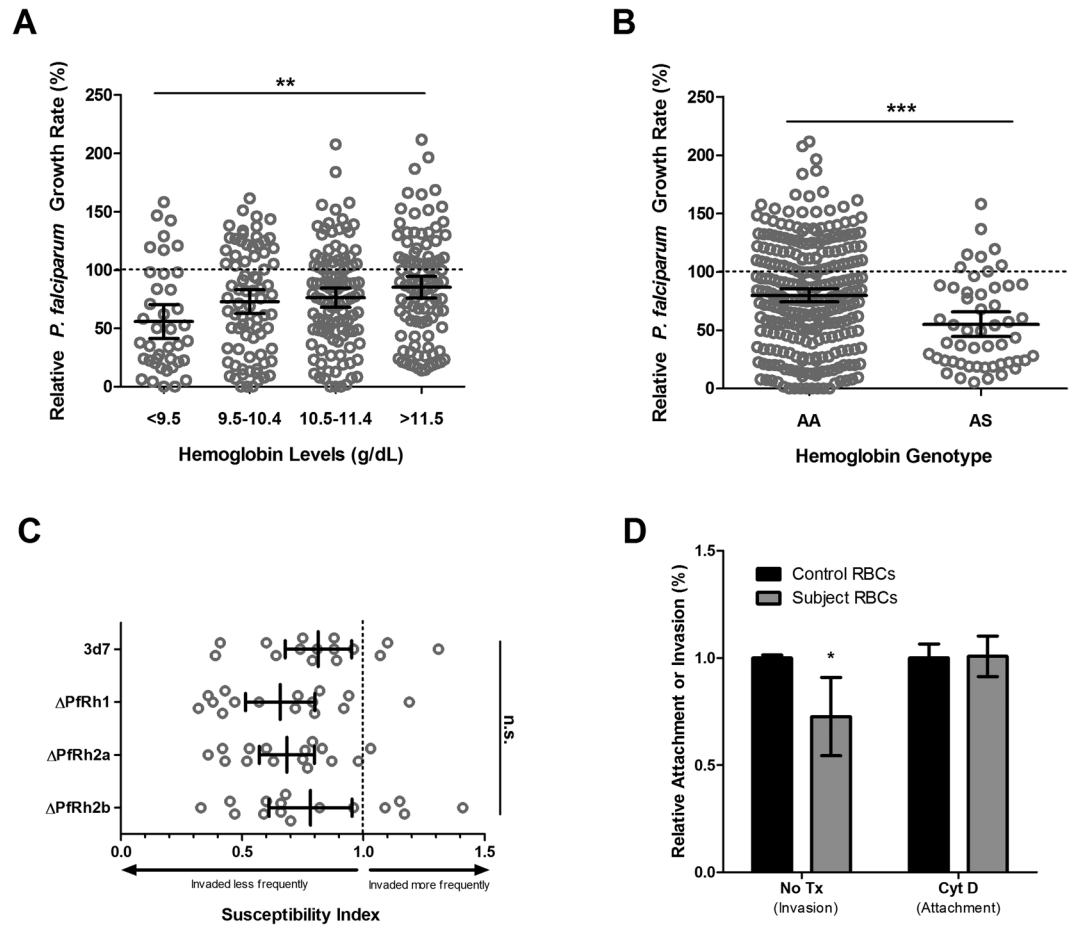 A
Relative P. falciparum Growth Rate (%)
**
250
200
150
100
50
0
<9.5
9.5-10.4
10.5-11.4
>11.5
Hemoglobin Levels (g/dL)
B
Relative P. falciparum Growth Rate (%)
***
250
200
150
100
50
0
AA
AS
Hemoglobin Genotype
C
3d7
ΔPfRh1
ΔPfRh2a
ΔPfRh2b
n.s.
0.0
0.5
1.0
1.5
Invaded less frequently
Invaded more frequently
Susceptibility Index
D
Relative Attachment or Invasion (%)
1.5
1.0
0.5
0.0
Control RBCs
Subject RBCs
*
No Tx
(Invasion)
Cyt D
(Attachment)